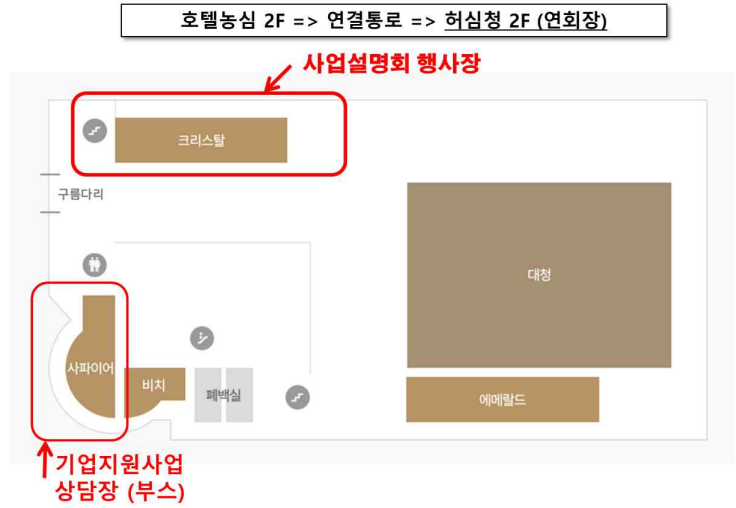 호텔농심 2F => 연결통로 => 허심청 2F (연회장)
사업설명회 행사장
크리스탈
구름다리
대청
사파이어
비치
폐백실
에메랄드
기업지원사업
상담장 (부스)